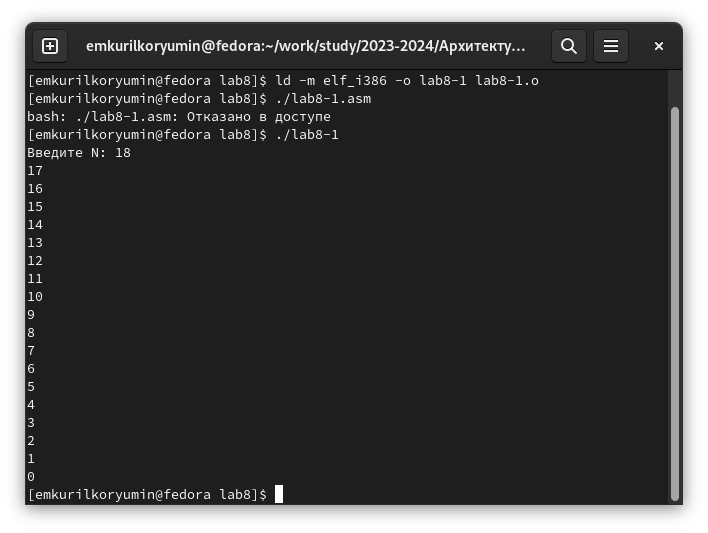 emkurilkoryumin@fedora:~/work/study/2023-2024/Архитекту...
[emkurilkoryumin@fedora lab8]$ ld -m elf_i386 -o lab8-1 lab8-1.o
[emkurilkoryumin@fedora lab8]$ ./lab8-1.asm
bash: ./lab8-1.asm: Отказано в доступе
[emkurilkoryumin@fedora lab8]$ ./lab8-1
Введите N: 18
17
16
15
14
13
12
11
10
9
8
7
6
5
4
3
2
1
0
[emkurilkoryumin@fedora lab8]$